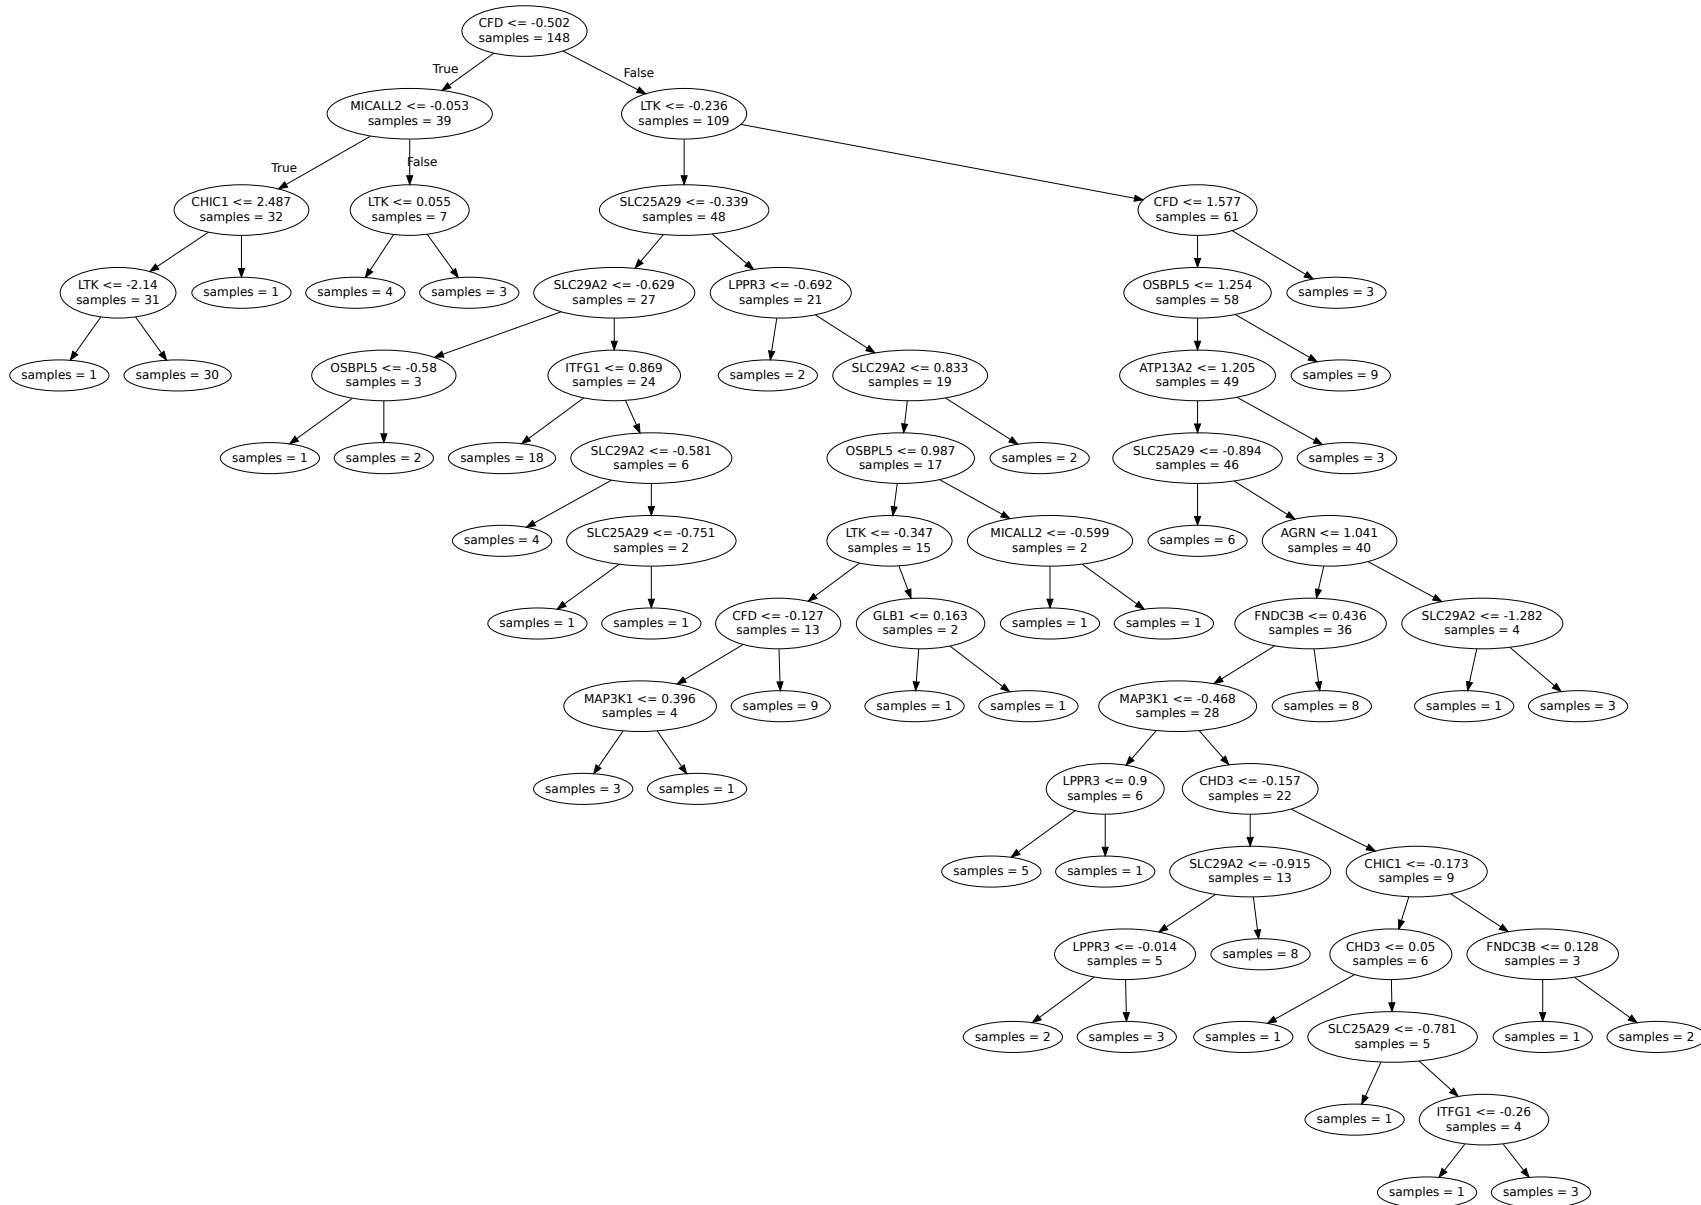 CFD <= -0.502
samples = 148
True
False
MICALL2 <= -0.053
samples = 39
LTK <= -0.236
samples = 109
True
False
CHIC1 <= 2.487
samples = 32
LTK <= 0.055
samples = 7
SLC25A29 <= -0.339
samples = 48
CFD <= 1.577
samples = 61
LTK <= -2.14
samples = 31
samples = 1
samples = 4
samples = 3
SLC29A2 <= -0.629
samples = 27
LPPR3 <= -0.692
samples = 21
OSBPL5 <= 1.254
samples = 58
samples = 3
samples = 1
samples = 30
OSBPL5 <= -0.58
samples = 3
ITFG1 <= 0.869
samples = 24
samples = 2
SLC29A2 <= 0.833
samples = 19
ATP13A2 <= 1.205
samples = 49
samples = 9
samples = 1
samples = 2
samples = 18
SLC29A2 <= -0.581
samples = 6
OSBPL5 <= 0.987
samples = 17
samples = 2
SLC25A29 <= -0.894
samples = 46
samples = 3
samples = 4
SLC25A29 <= -0.751
samples = 2
LTK <= -0.347
samples = 15
MICALL2 <= -0.599
samples = 2
samples = 6
AGRN <= 1.041
samples = 40
samples = 1
samples = 1
CFD <= -0.127
samples = 13
GLB1 <= 0.163
samples = 2
samples = 1
samples = 1
FNDC3B <= 0.436
samples = 36
SLC29A2 <= -1.282
samples = 4
MAP3K1 <= 0.396
samples = 4
samples = 9
samples = 1
samples = 1
MAP3K1 <= -0.468
samples = 28
samples = 8
samples = 1
samples = 3
samples = 3
samples = 1
LPPR3 <= 0.9
samples = 6
CHD3 <= -0.157
samples = 22
samples = 5
samples = 1
SLC29A2 <= -0.915
samples = 13
CHIC1 <= -0.173
samples = 9
LPPR3 <= -0.014
samples = 5
samples = 8
CHD3 <= 0.05
samples = 6
FNDC3B <= 0.128
samples = 3
samples = 2
samples = 3
samples = 1
SLC25A29 <= -0.781
samples = 5
samples = 1
samples = 2
samples = 1
ITFG1 <= -0.26
samples = 4
samples = 1
samples = 3